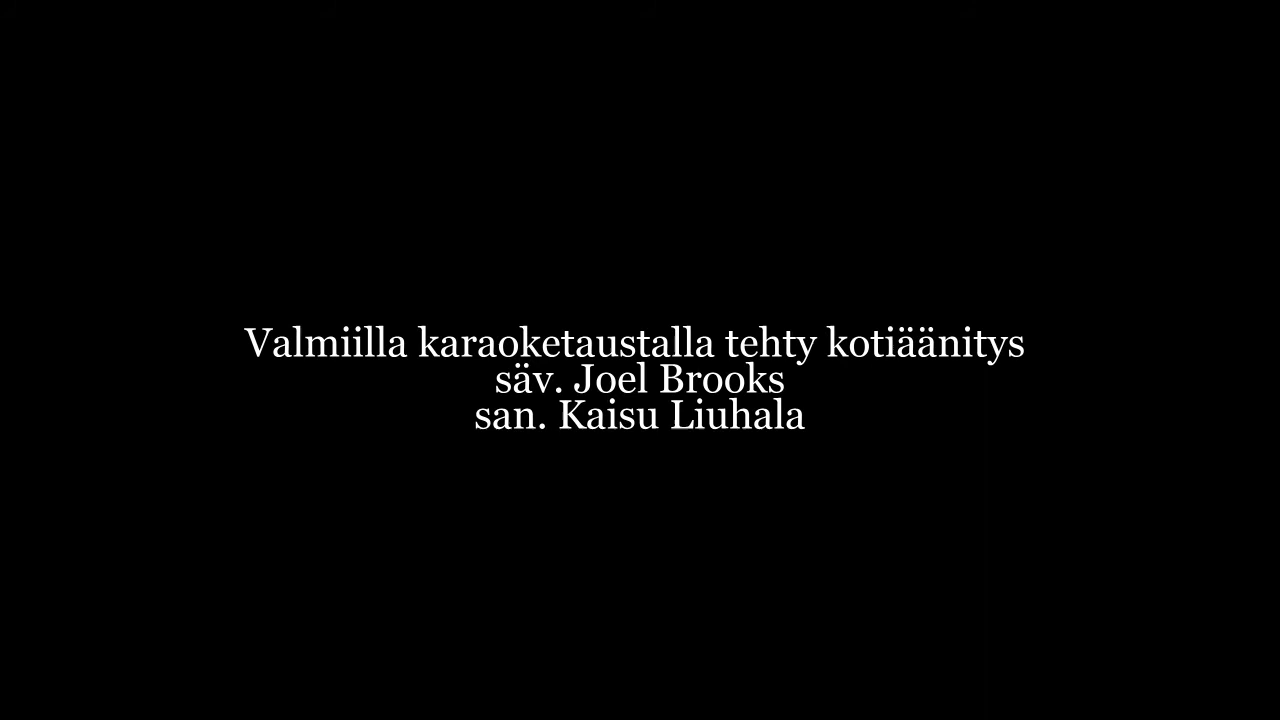 Valmiilla karaoketaustalla tehty kotiäänitys
säv. Joel Brooks
san. Kaisu Liuhala